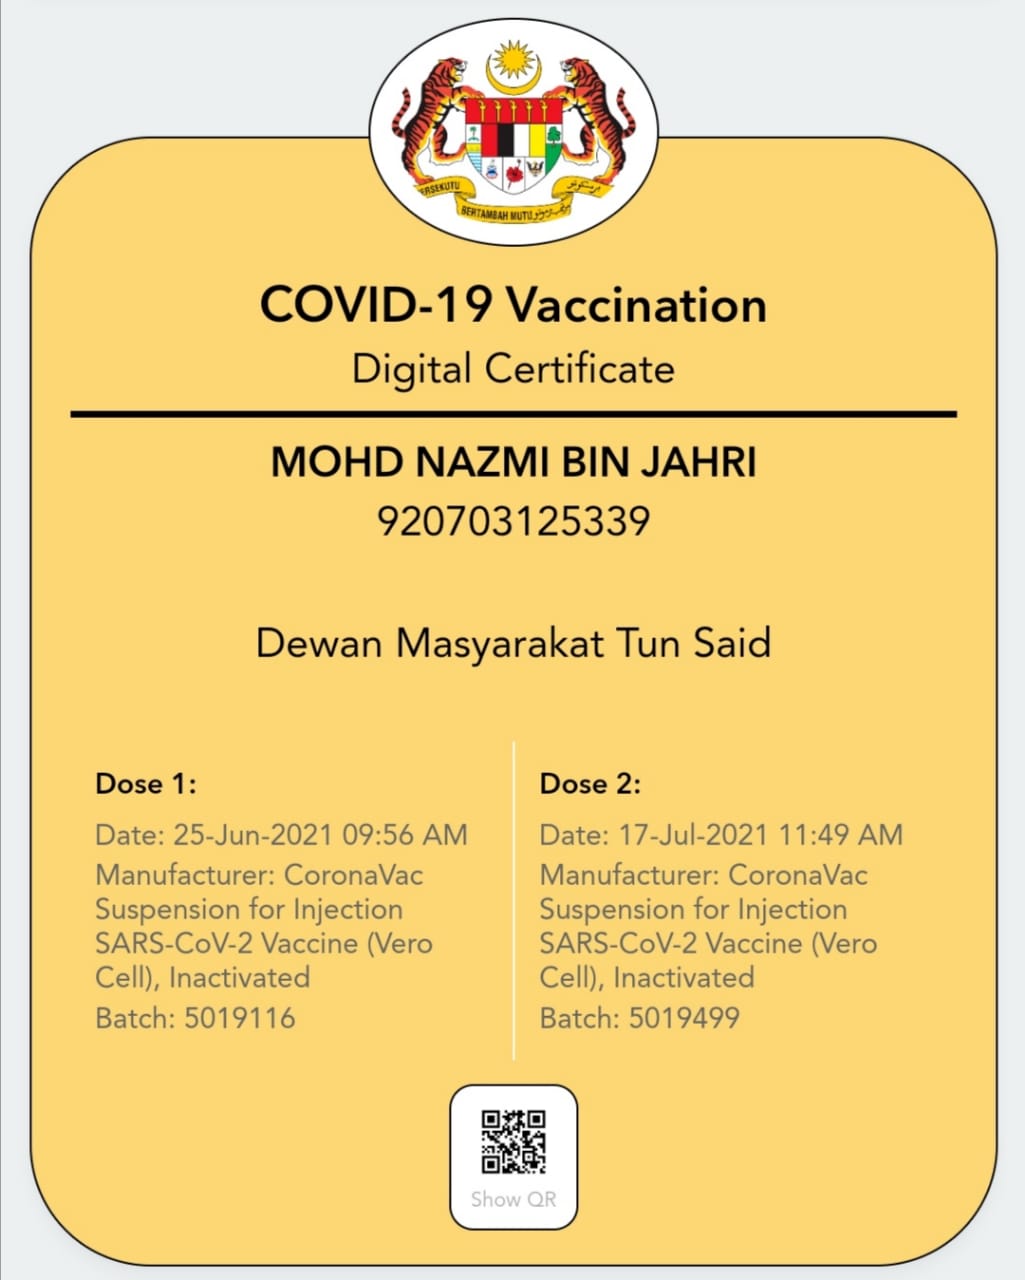 ERSEKUTU
BERTAMBAH MUTU
COVID-19 Vaccination
Digital Certificate
MOHD NAZMI BIN JAHRI
920703125339
Dewan Masyarakat Tun Said
Dose 1:
Date: 25-Jun-2021 09:56 AM
Manufacturer: CoronaVac
Suspension for Injection
SARS-CoV-2 Vaccine (Vero
Cell), Inactivated
Batch: 5019116
Dose 2:
Date: 17-Jul-2021 11:49 AM
Manufacturer: CoronaVac
Suspension for Injection
SARS-CoV-2 Vaccine (Vero
Cell), Inactivated
Batch: 5019499
Show QR